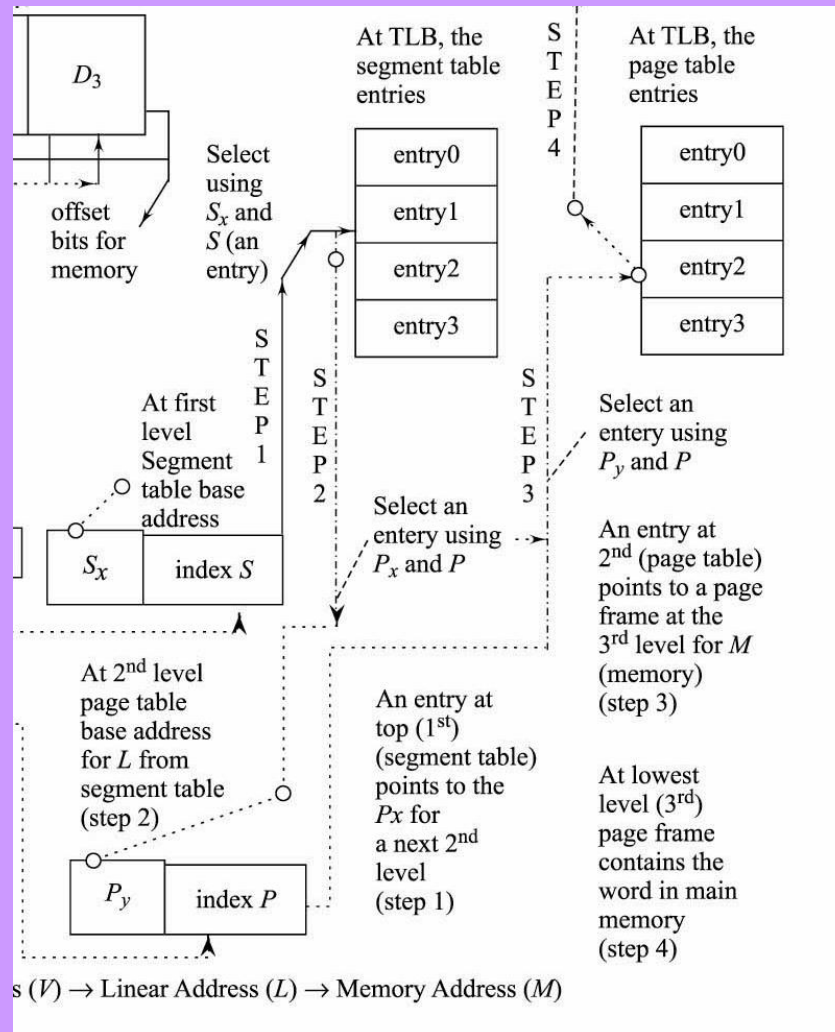 D3
At TLB, the
segment table
entries
S
T
E
P
4
At TLB, the
page table
entries
entry0
entry1
entry2
entry3
entry0
entry1
entry2
entry3
offset
bits for
memory
Select
using
Sx and
S (an
entry)
S
T
E
P
1
S
T
E
P
2
S
T
E
P
3
At first
level
Segment
table base
address
Sx
index S
Select an
entery using
Px and P
Select an
entery using
Py and P
An entry at
2nd (page table)
points to a page
frame at the
3rd level for M
(memory)
(step 3)
At 2nd level
page table
base address
for L from
segment table
(step 2)
An entry at
top (1st)
(segment table)
points to the
Px for
a next 2nd
level
(step 1)
At lowest
level (3rd)
page frame
contains the
word in main
memory
(step 4)
Py
index P
s (V) → Linear Address (L) → Memory Address (M)